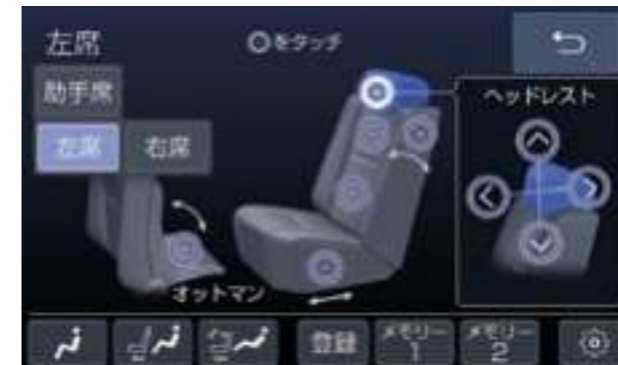 左席
◎をタッチ
助手席
左席
右席
ヘッドレスト
オットマン
登録
メモリー
1
メモリー
2